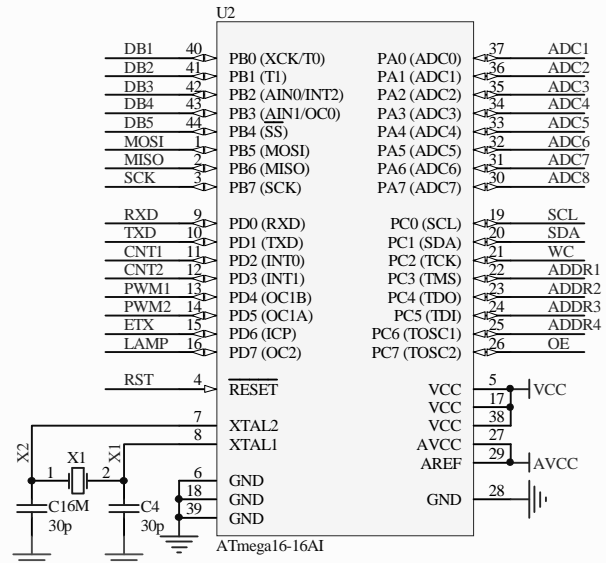 U2
DB1 40 PB0 (XCK/T0) PA0 (ADC0) 37 ADC1
DB2 41 PB1 (T1) PA1 (ADC1) 36 ADC2
DB3 42 PB2 (AIN0/INT2) PA2 (ADC2) 35 ADC3
DB4 43 PB3 (AIN1/OC0) PA3 (ADC3) 34 ADC4
DB5 44 PB4 (SS) PA4 (ADC4) 33 ADC5
MOSI 1 PB5 (MOSI) PA5 (ADC5) 32 ADC6
MISO 2 PB6 (MISO) PA6 (ADC6) 31 ADC7
SCK 3 PB7 (SCK) PA7 (ADC7) 30 ADC8
RXD 9 PD0 (RXD) PC0 (SCL) 19 SCL
TXD 10 PD1 (TXD) PC1 (SDA) 20 SDA
CNT1 11 PD2 (INT0) PC2 (TCK) 21 WC
CNT2 12 PD3 (INT1) PC3 (TMS) 22 ADDR1
PWM1 13 PD4 (OC1B) PC4 (TDO) 23 ADDR2
PWM2 14 PD5 (OC1A) PC5 (TDI) 24 ADDR3
ETX 15 PD6 (ICP) PC6 (TOSC1) 25 ADDR4
LAMP 16 PD7 (OC2) PC7 (TOSC2) 26 OE
RST 4 RESET VCC 5 VCC
VCC 17
7 XTAL2 VCC 38
8 XTAL1 AVCC 27
X2 X1 X1 AREF 29 AVCC
1 2
6 GND
18 GND GND 28
39 GND
C16M C4
30p 30p
ATmega16-16AI